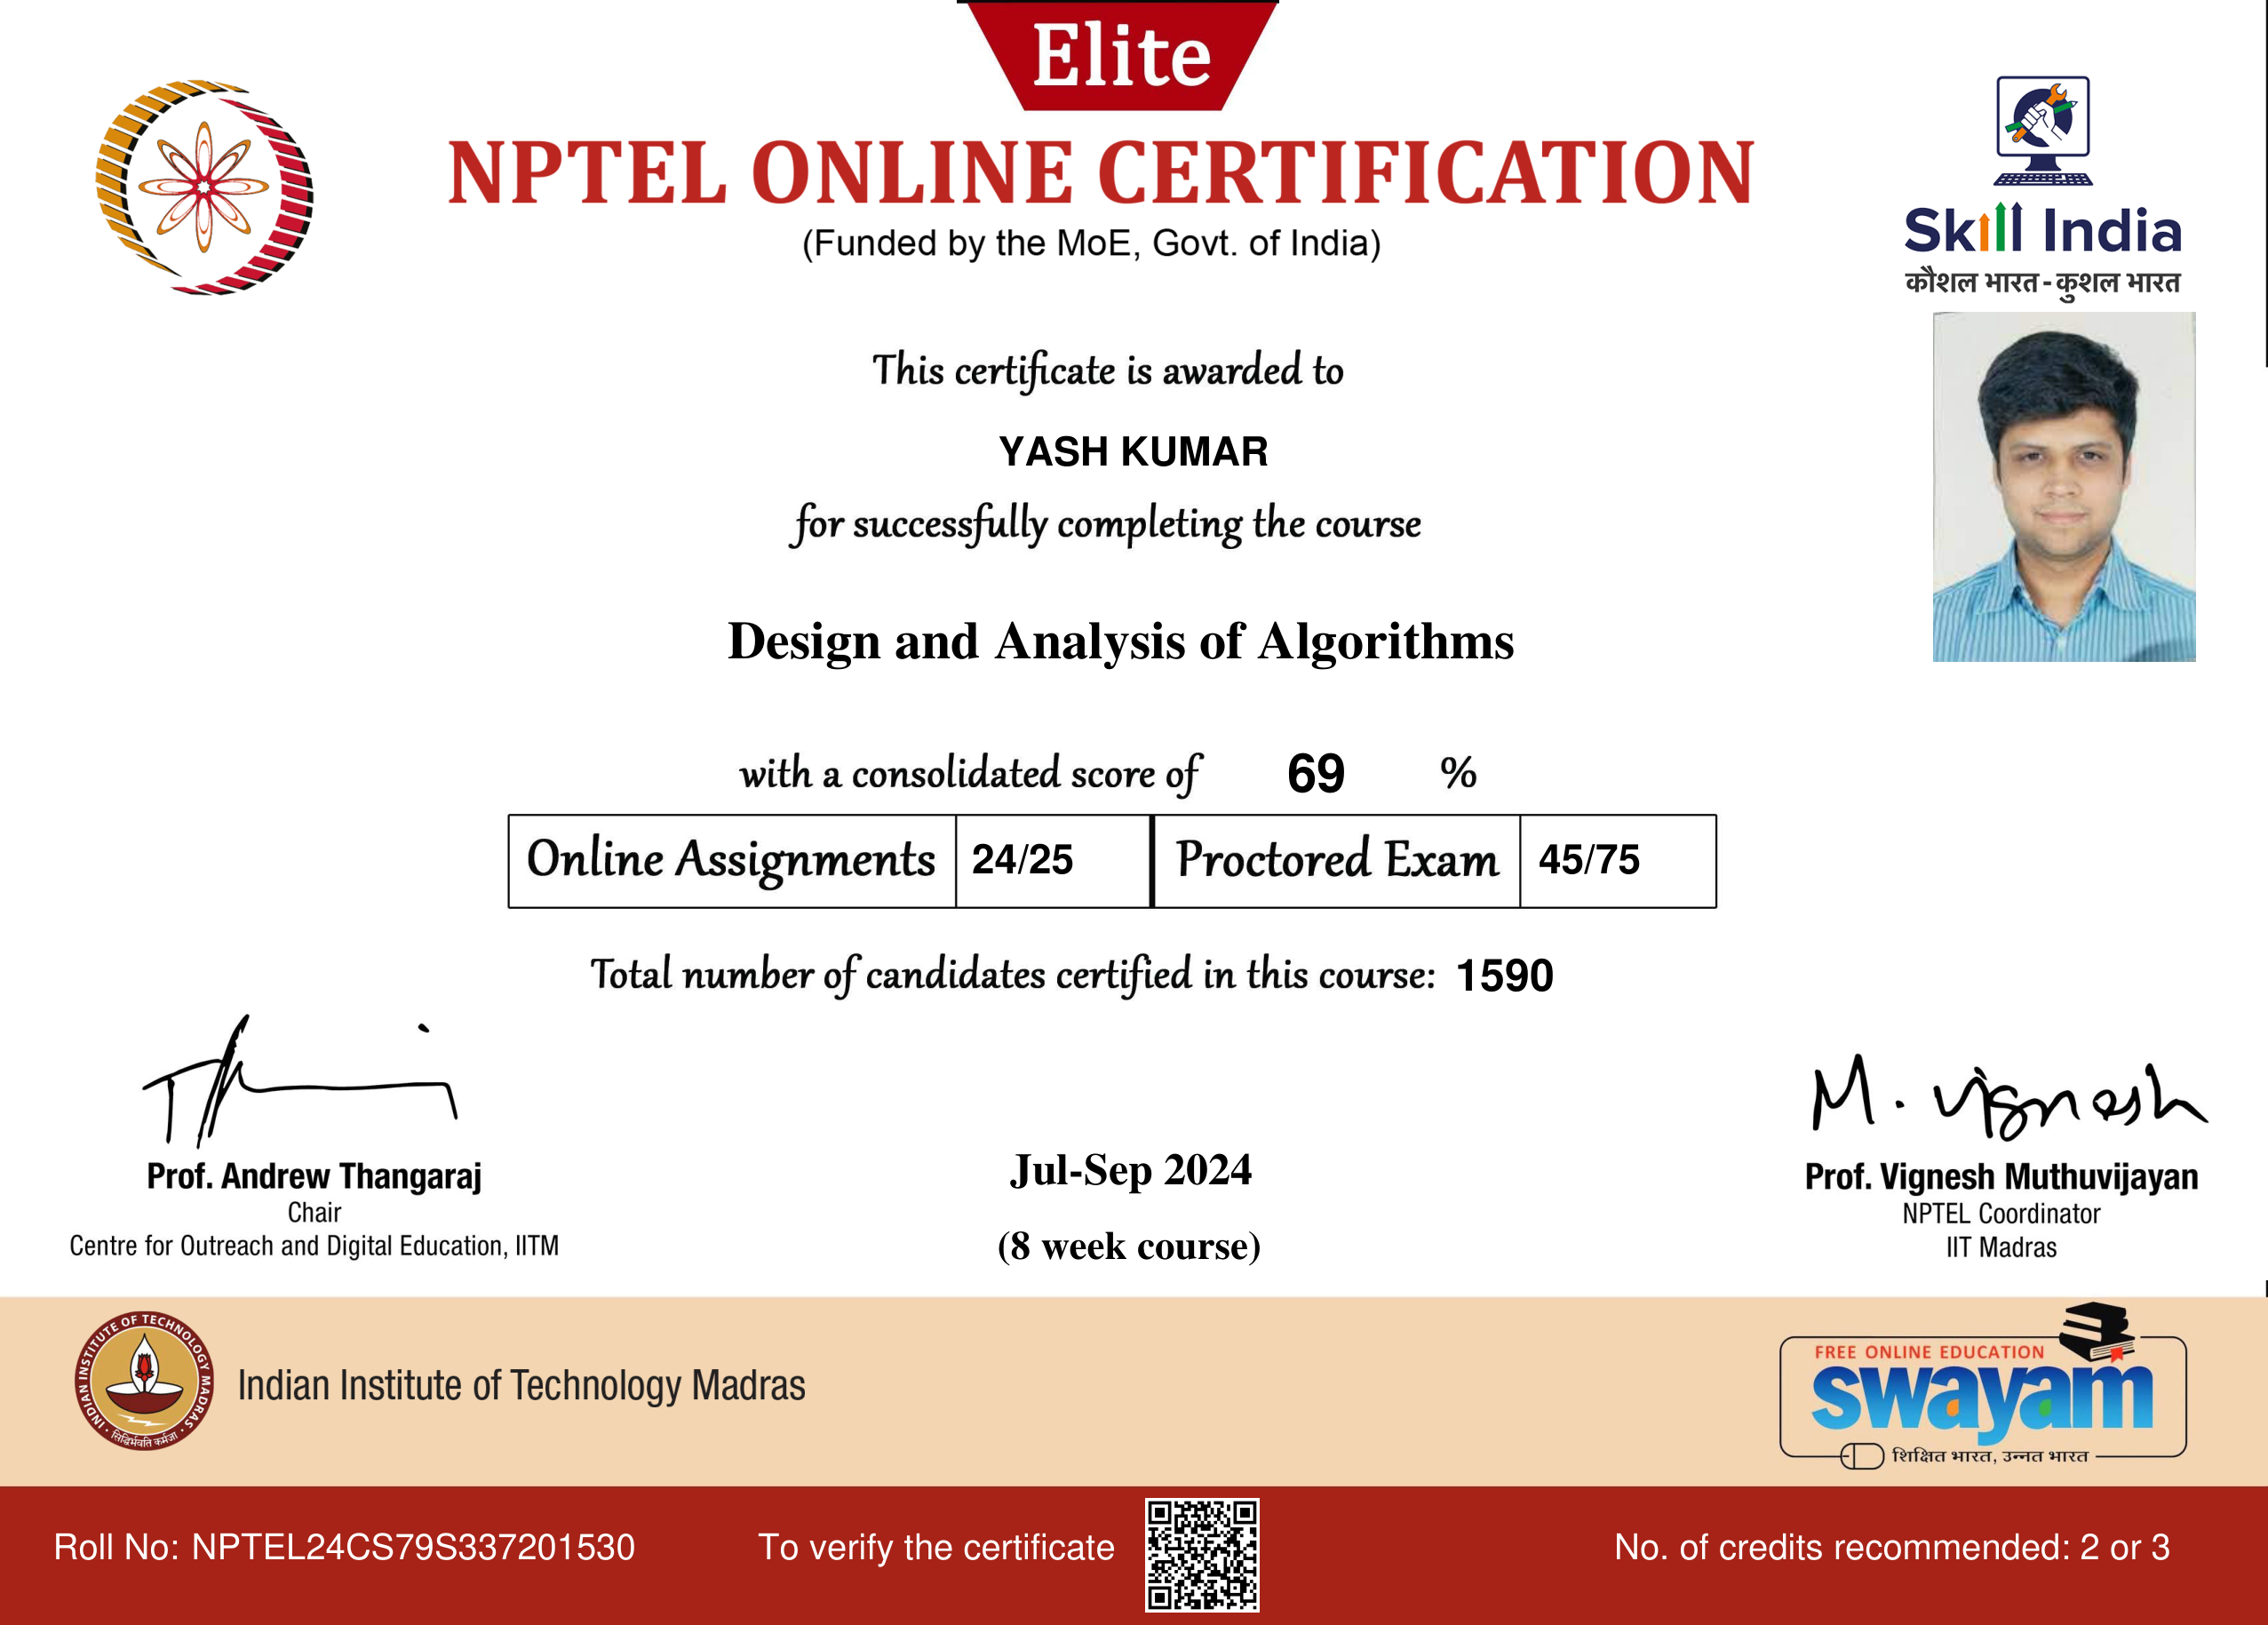 Elite
NPTEL ONLINE CERTIFICATION
(Funded by the MoE, Govt. of India)
Skill India
कौशल भारत - कुशल भारत
This certificate is awarded to
YASH KUMAR
for successfully completing the course
Design and Analysis of Algorithms
with a consolidated score of 69 %
Online Assignments 24/25 Proctored Exam 45/75
Total number of candidates certified in this course: 1590
M. Vignesh
Prof. Andrew Thangaraj
Chair
Centre for Outreach and Digital Education, IITM
Jul-Sep 2024
(8 week course)
Prof. Vignesh Muthuvijayan
NPTEL Coordinator
IIT Madras
INDIAN INSTITUTE OF TECHNOLOGY MADRAS
सिद्धिर्भवति कर्मजा
Indian Institute of Technology Madras
FREE ONLINE EDUCATION
swayam
शिक्षित भारत, उन्नत भारत
Roll No: NPTEL24CS79S337201530 To verify the certificate No. of credits recommended: 2 or 3